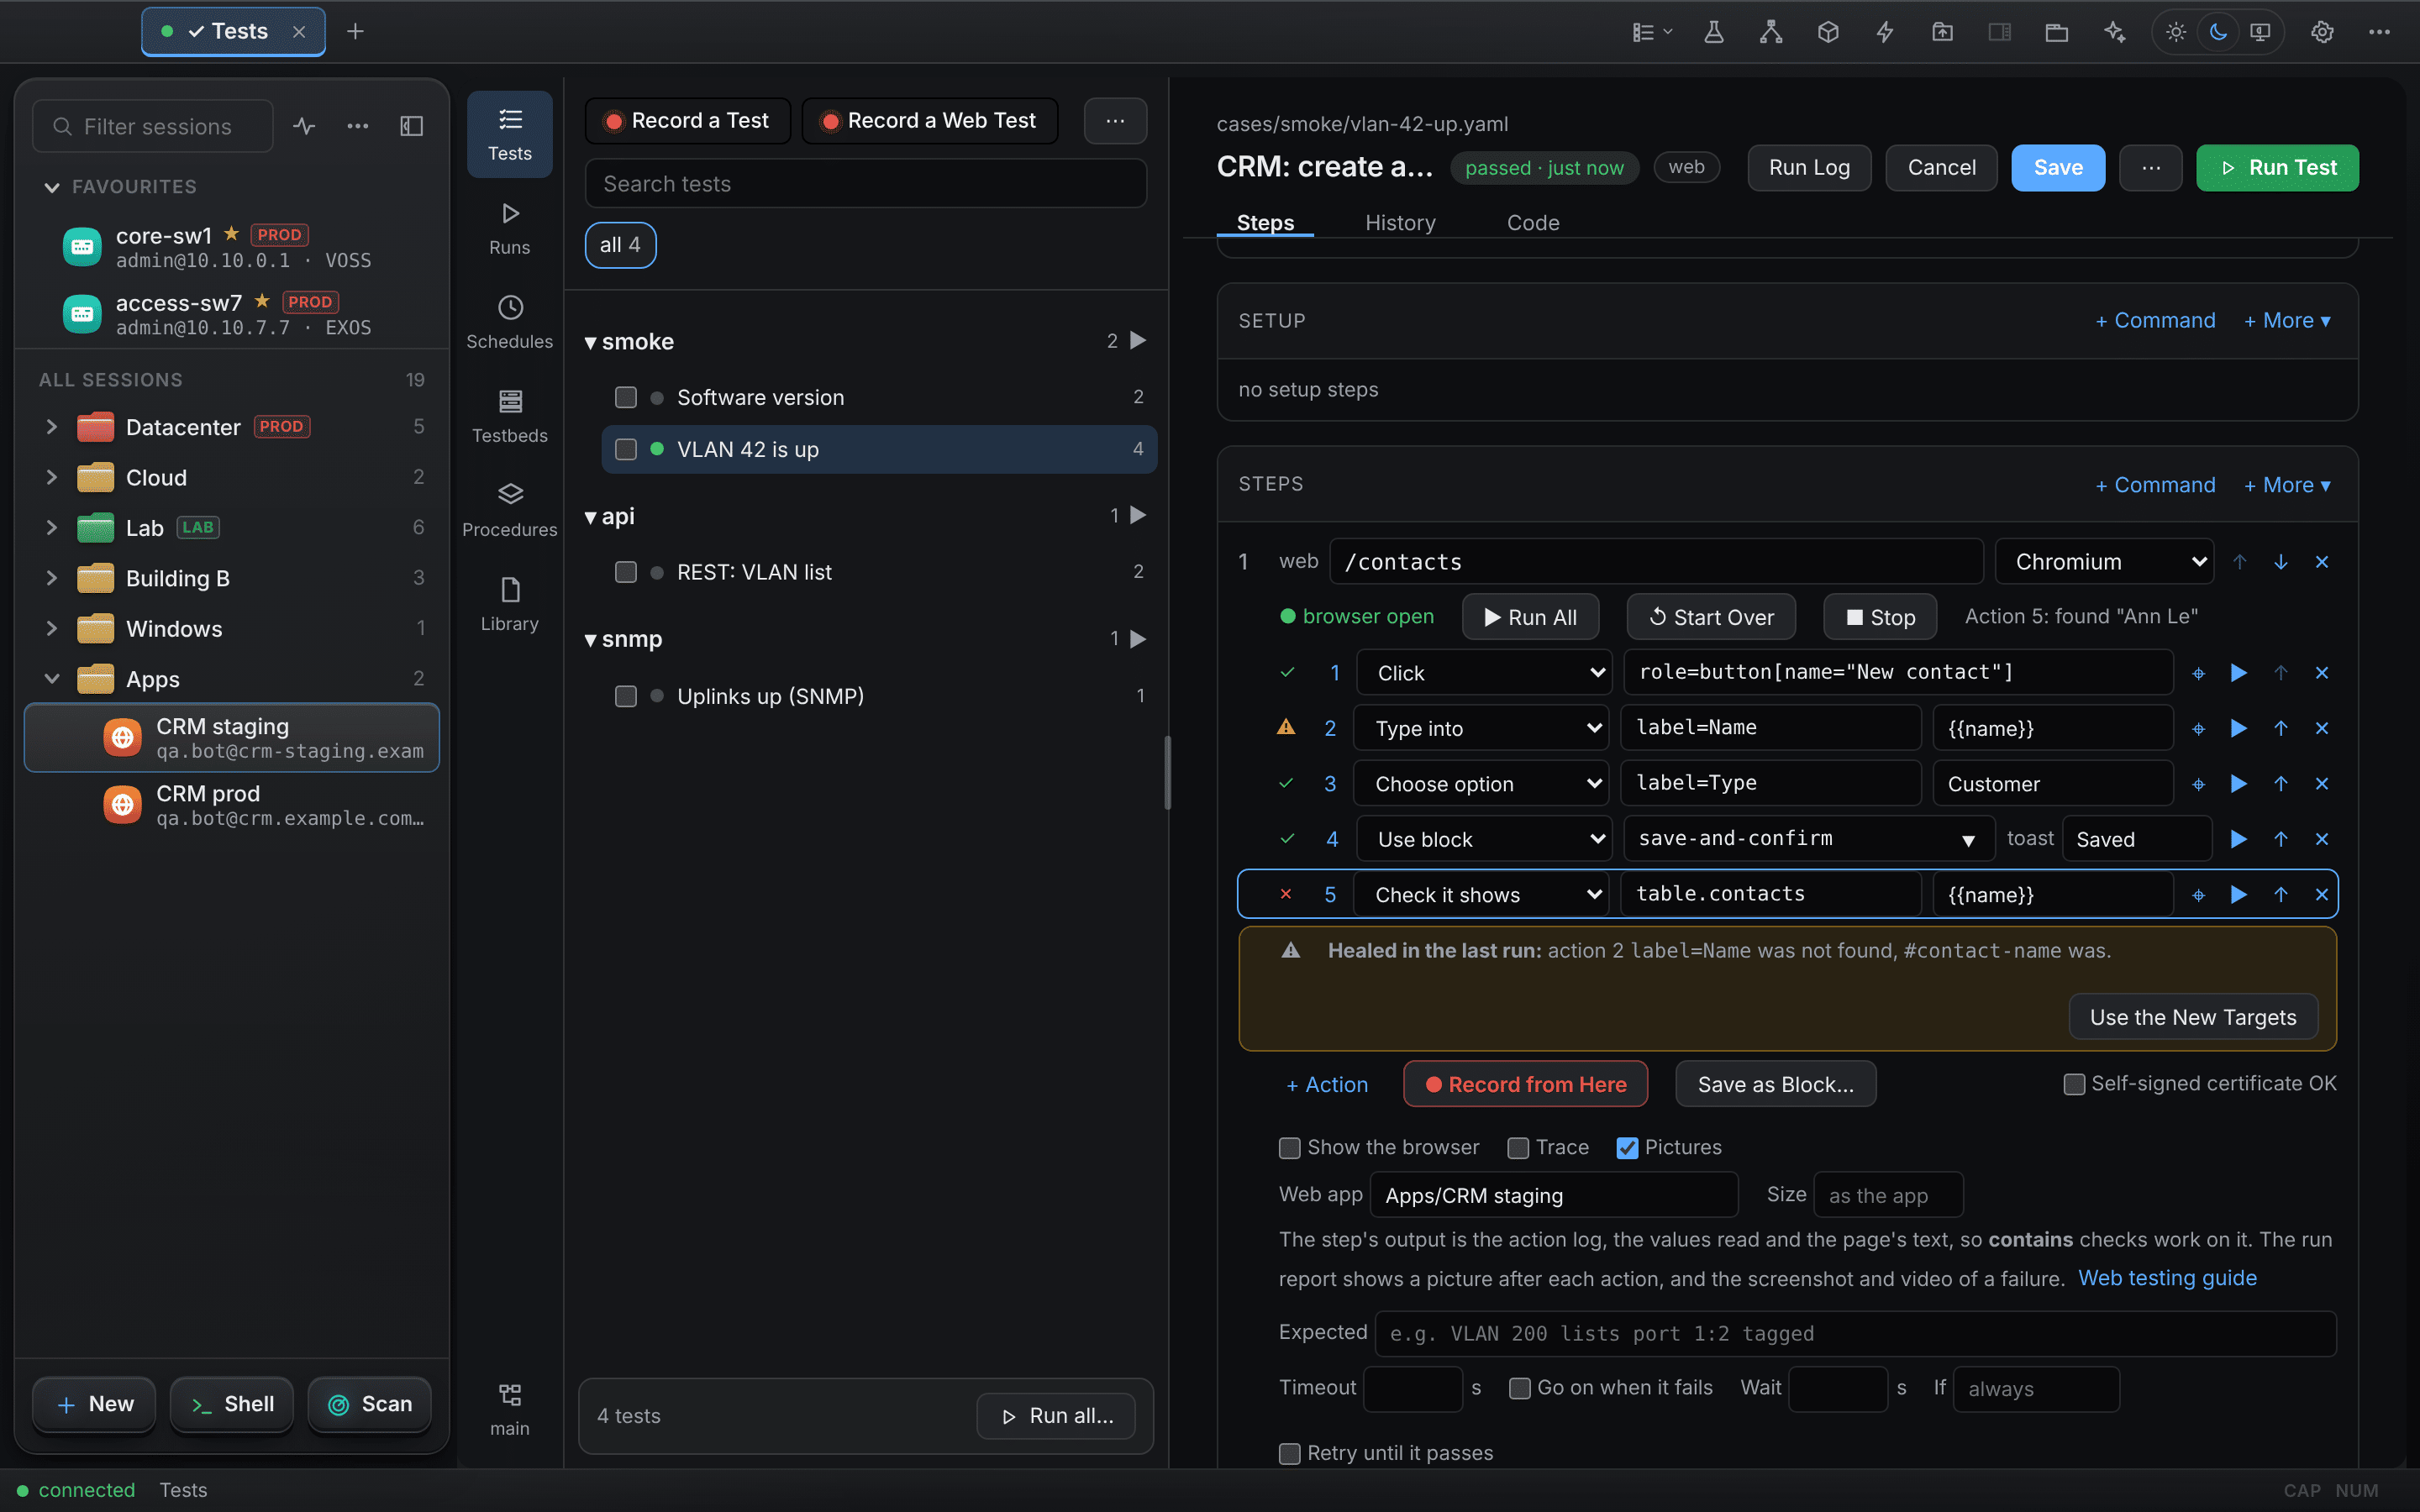 ✓ Tests
Filter sessions
FAVOURITES
core-sw1 PROD
admin@10.10.0.1 · VOSS
access-sw7 PROD
admin@10.10.7.7 · EXOS
ALL SESSIONS 19
Datacenter PROD 5
Cloud 2
Lab LAB 6
Building B 3
Windows 1
Apps 2
CRM staging
qa.bot@crm-staging.exam
CRM prod
qa.bot@crm.example.com…
New
Shell
Scan
Tests
Runs
Schedules
Testbeds
Procedures
Library
main
Record a Test
Record a Web Test
Search tests
all 4
smoke 2
Software version 2
VLAN 42 is up 4
api 1
REST: VLAN list 2
snmp 1
Uplinks up (SNMP) 1
4 tests
Run all...
cases/smoke/vlan-42-up.yaml
CRM: create a... passed · just now web Run Log Cancel Save ... Run Test
Steps History Code
SETUP + Command + More
no setup steps
STEPS + Command + More
1 web /contacts Chromium
browser open Run All Start Over Stop Action 5: found "Ann Le"
1 Click role=button[name="New contact"]
2 Type into label=Name {{name}}
3 Choose option label=Type Customer
4 Use block save-and-confirm toast Saved
5 Check it shows table.contacts {{name}}
Healed in the last run: action 2 label=Name was not found, #contact-name was.
Use the New Targets
+ Action Record from Here Save as Block... Self-signed certificate OK
Show the browser Trace Pictures
Web app Apps/CRM staging Size as the app
The step's output is the action log, the values read and the page's text, so contains checks work on it. The run
report shows a picture after each action, and the screenshot and video of a failure. Web testing guide
Expected e.g. VLAN 200 lists port 1:2 tagged
Timeout s Go on when it fails Wait s If always
Retry until it passes
connected Tests
CAP NUM